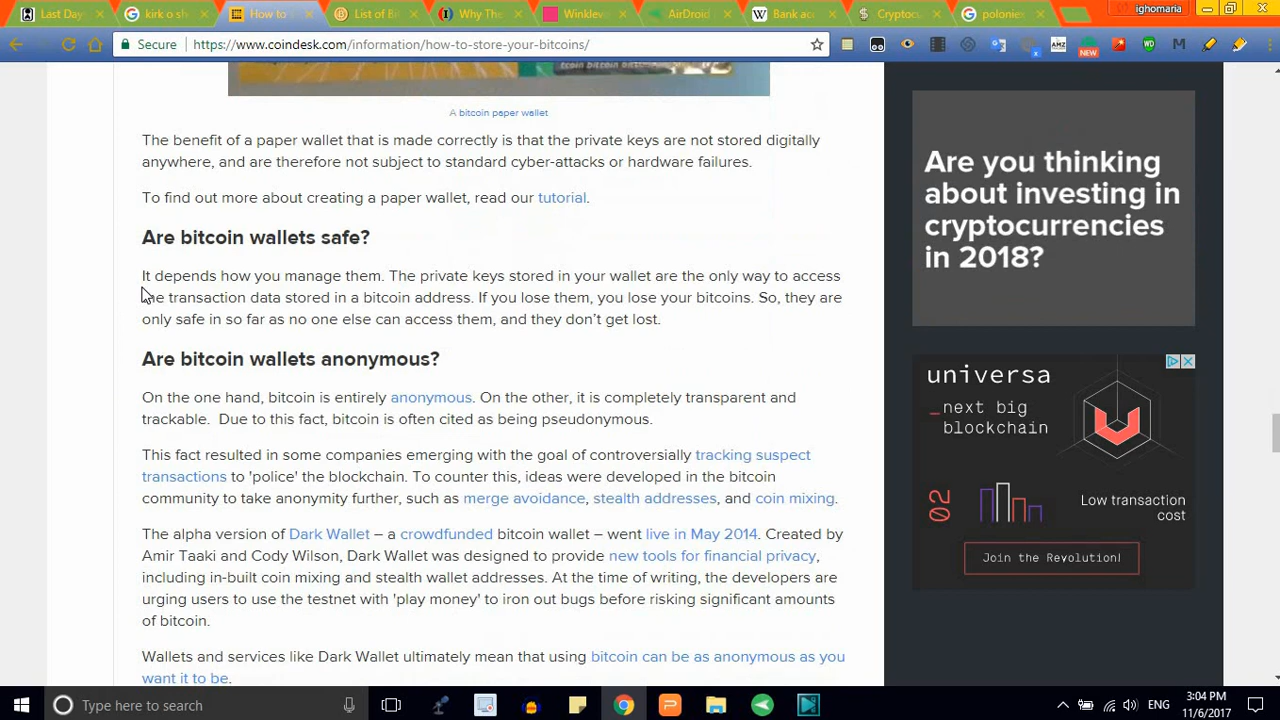 Last Day
kirk o sh
How to
List of Bi
Why The
Winklev
AirDroid
Bank ac
Cryptocu
polonies
ighomaria
Secure
https://www.coindesk.com/information/how-to-store-your-bitcoins/
AMZ
NEW
WD
M
tcoin bitcoin bitcoin
A bitcoin paper wallet
The benefit of a paper wallet that is made correctly is that the private keys are not stored digitally
anywhere, and are therefore not subject to standard cyber-attacks or hardware failures.
To find out more about creating a paper wallet, read our tutorial.
Are bitcoin wallets safe?
It depends how you manage them. The private keys stored in your wallet are the only way to access
the transaction data stored in a bitcoin address. If you lose them, you lose your bitcoins. So, they are
only safe in so far as no one else can access them, and they don't get lost.
Are bitcoin wallets anonymous?
On the one hand, bitcoin is entirely anonymous. On the other, it is completely transparent and
trackable. Due to this fact, bitcoin is often cited as being pseudonymous.
This fact resulted in some companies emerging with the goal of controversially tracking suspect
transactions to 'police' the blockchain. To counter this, ideas were developed in the bitcoin
community to take anonymity further, such as merge avoidance, stealth addresses, and coin mixing.
The alpha version of Dark Wallet – a crowdfunded bitcoin wallet – went live in May 2014. Created by
Amir Taaki and Cody Wilson, Dark Wallet was designed to provide new tools for financial privacy,
including in-built coin mixing and stealth wallet addresses. At the time of writing, the developers are
urging users to use the testnet with 'play money' to iron out bugs before risking significant amounts
of bitcoin.
Wallets and services like Dark Wallet ultimately mean that using bitcoin can be as anonymous as you
want it to be.
Are you thinking
about investing in
cryptocurrencies
in 2018?
universa
_next big
blockchain
02
Low transaction
cost
Join the Revolution!
Type here to search
ENG
3:04 PM
11/6/2017